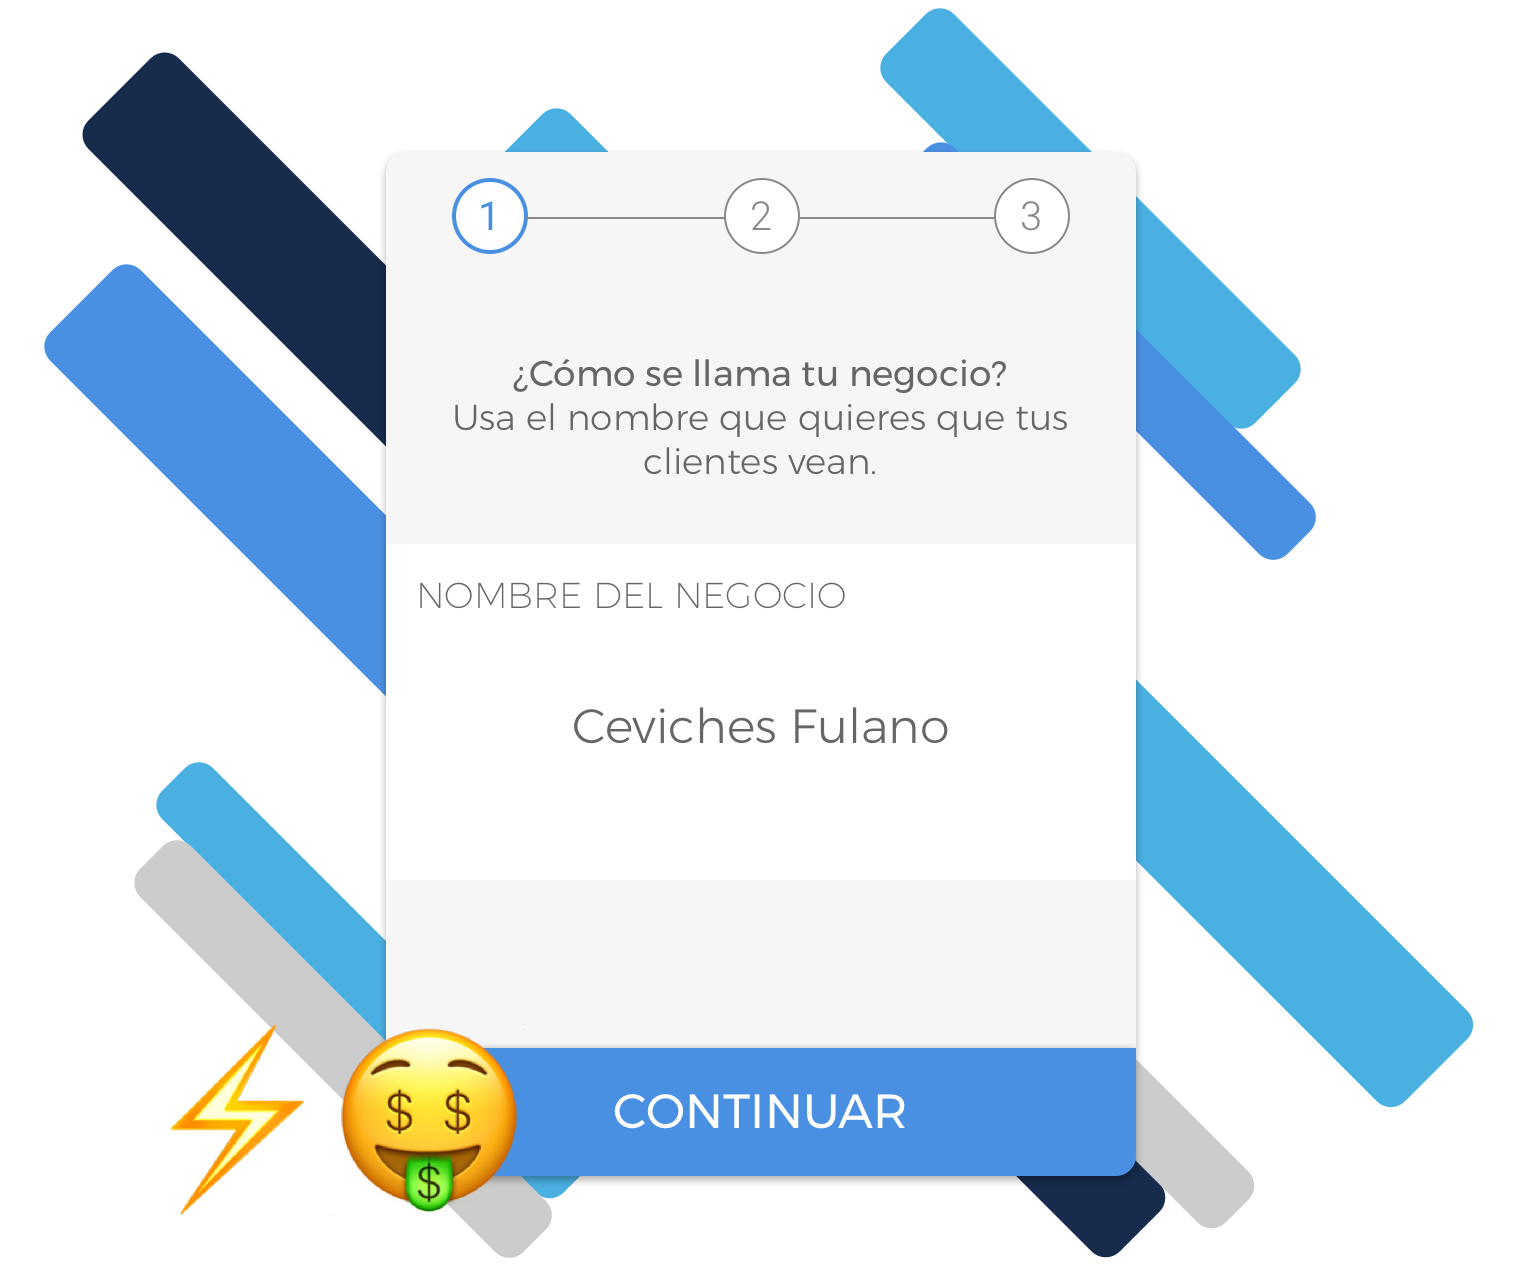 1 2 3
¿Cómo se llama tu negocio?
Usa el nombre que quieres que tus
clientes vean.
NOMBRE DEL NEGOCIO
Ceviches Fulano
CONTINUAR
$ $
$